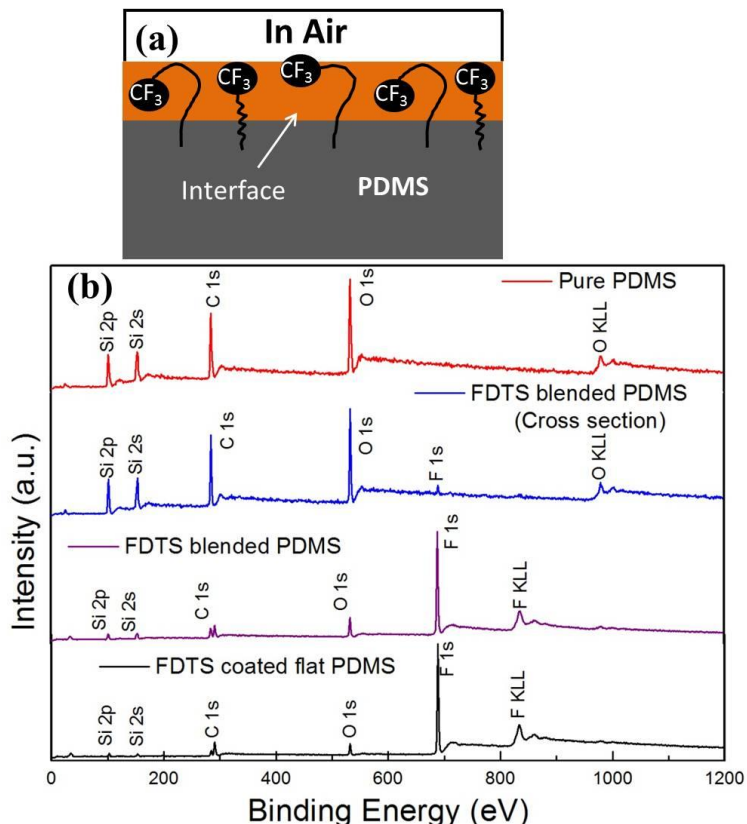 (a)
In Air
CF3 CF3 CF3 CF3 CF3
Interface
PDMS
(b)
Si 2p
Si 2s
C 1s
O 1s
Pure PDMS
O KLL
FDTS blended PDMS
(Cross section)
Si 2p
Si 2s
C 1s
O 1s
F 1s
O KLL
FDTS blended PDMS
Si 2p
Si 2s
C 1s
O 1s
F 1s
F KLL
FDTS coated flat PDMS
Si 2p
Si 2s
C 1s
O 1s
F 1s
F KLL
Intensity (a.u.)
0 200 400 600 800 1000 1200
Binding Energy (eV)